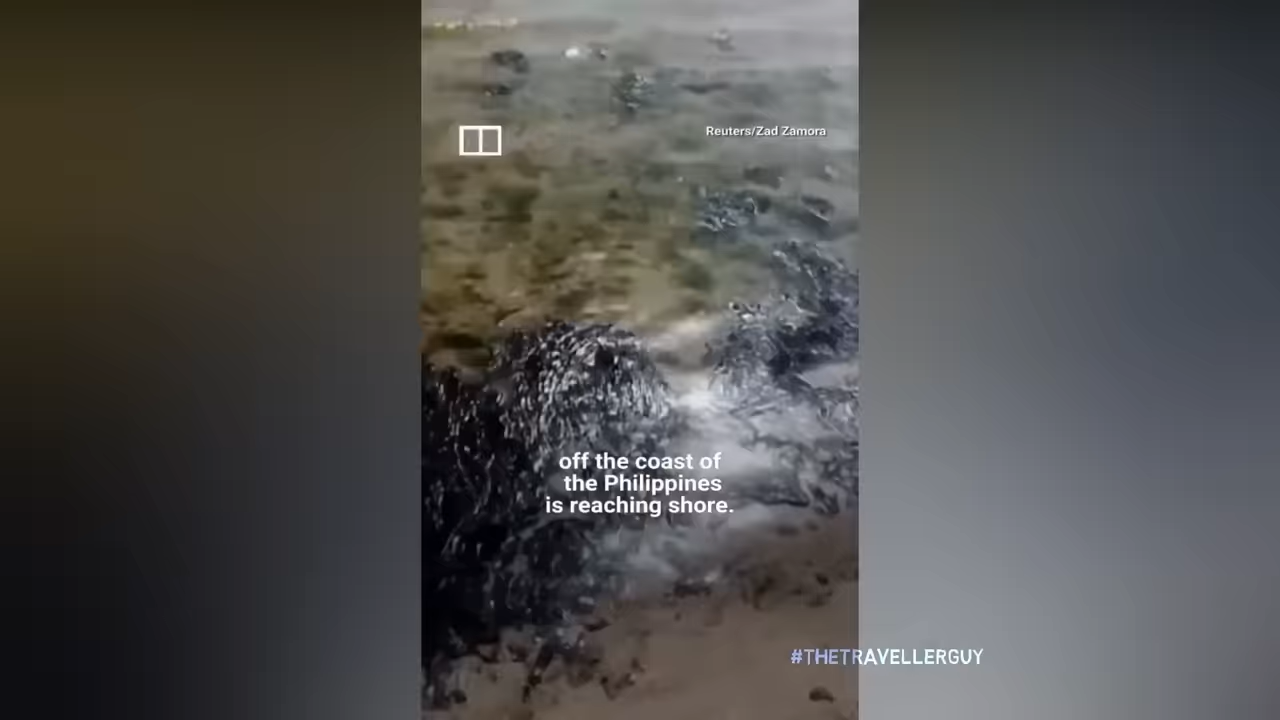 Reuters/Zad Zamora
off the coast of
the Philippines
is reaching shore.
#THETRAVELLERGUY